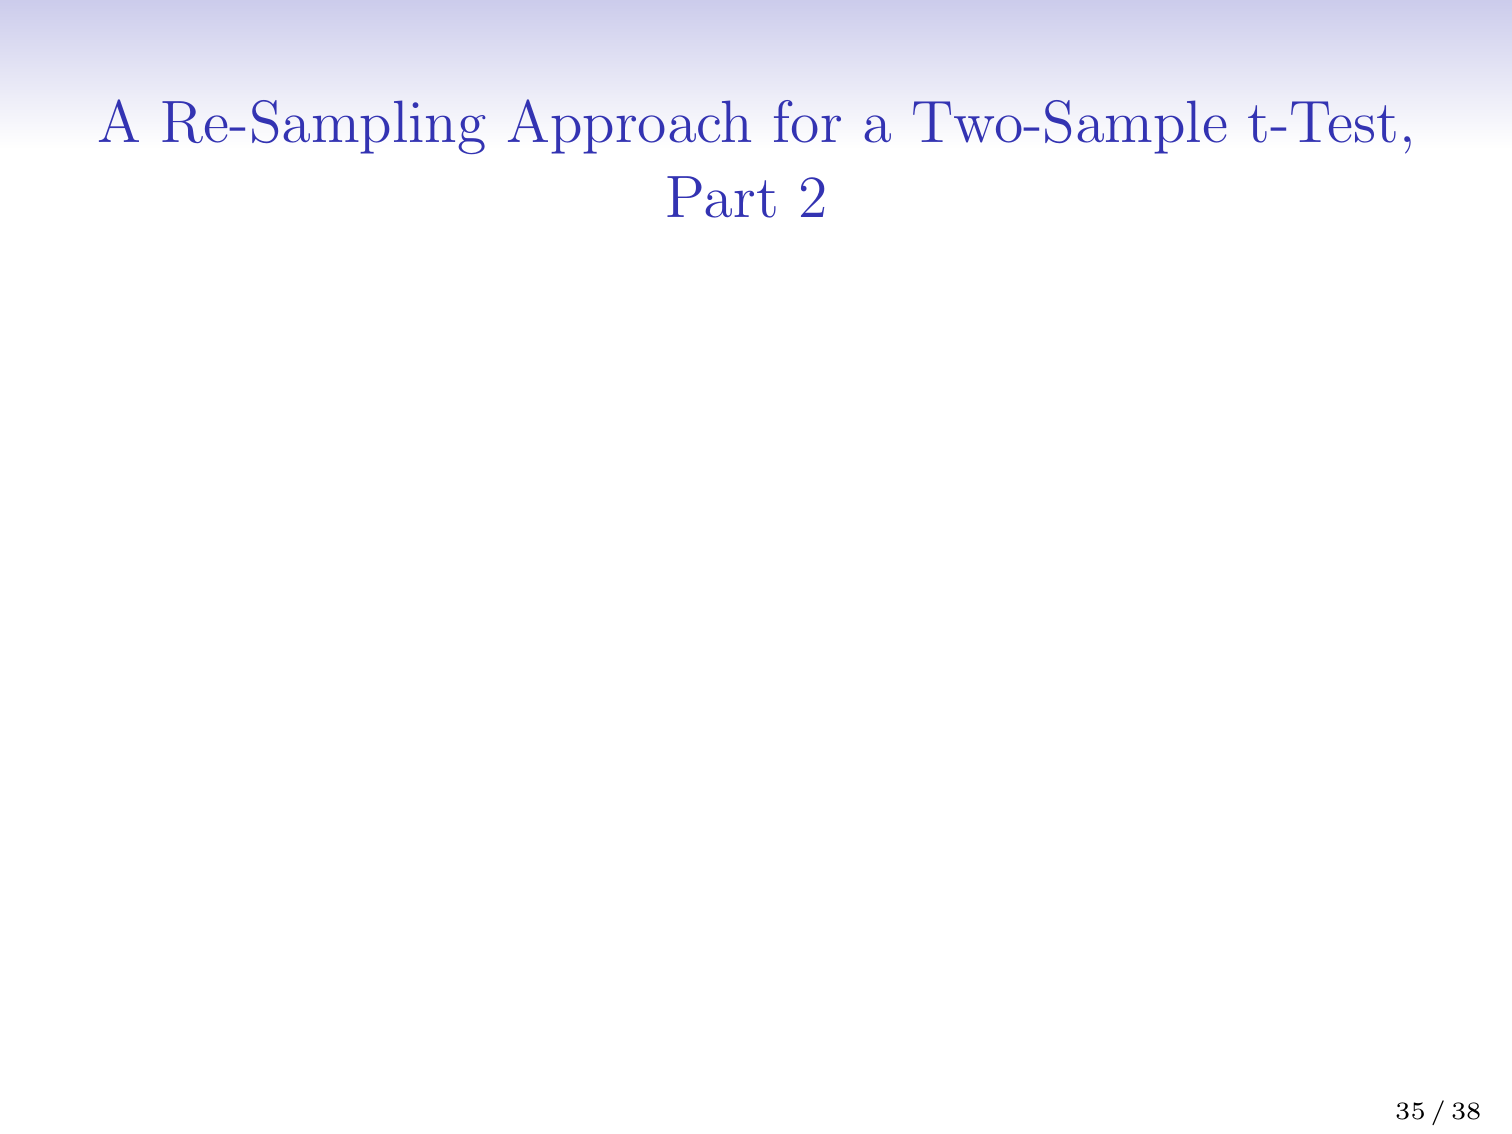 A Re-Sampling Approach for a Two-Sample t-Test,
Part 2
35 / 38